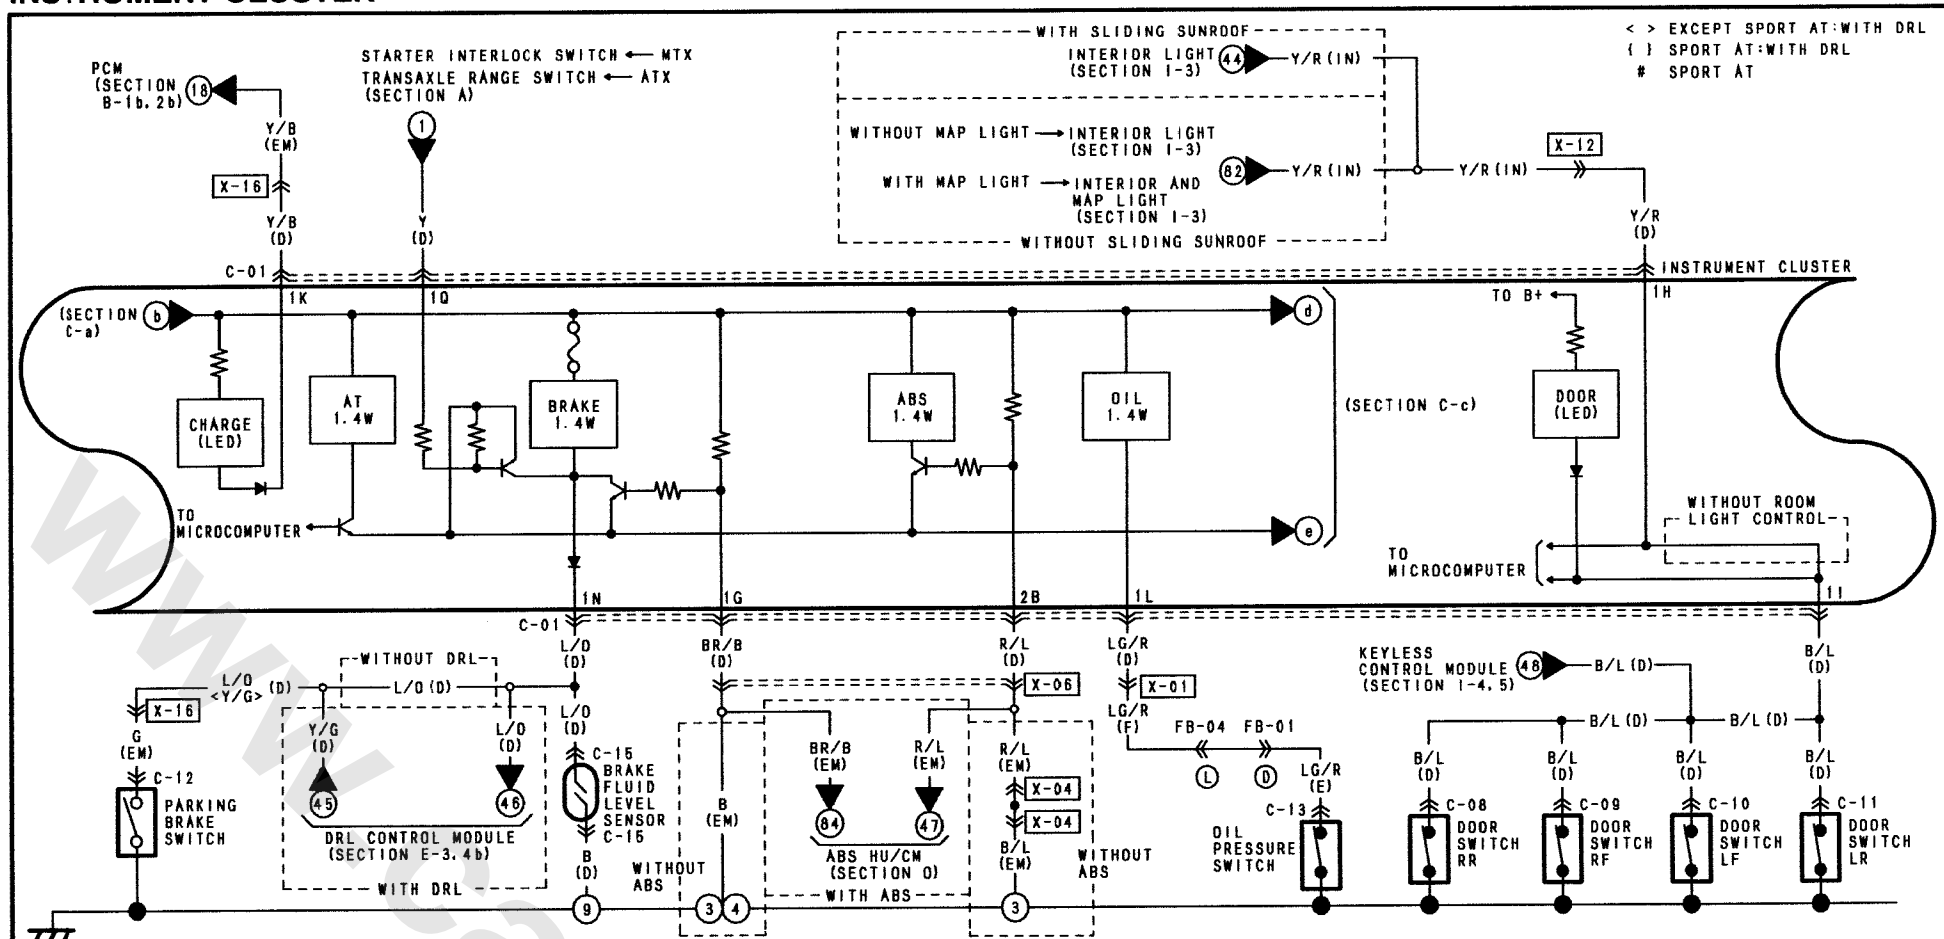 INSTRUMENT CLUSTER
< > EXCEPT SPORT AT:WITH DRL
{ } SPORT AT:WITH DRL
# SPORT AT
PCM
(SECTION
B-1b.2b)
18
Y/B
(EM)
X-16
Y/B
(D)
STARTER INTERLOCK SWITCH ← MTX
TRANSAXLE RANGE SWITCH ← ATX
(SECTION A)
1
Y
(D)
WITH SLIDING SUNROOF
INTERIOR LIGHT
(SECTION I-3)
44
Y/R(IN)
WITHOUT MAP LIGHT → INTERIOR LIGHT
(SECTION I-3)
82
Y/R(IN)
WITH MAP LIGHT → INTERIOR AND
MAP LIGHT
(SECTION I-3)
WITHOUT SLIDING SUNROOF
Y/R(IN)
X-12
Y/R
(D)
C-01
INSTRUMENT CLUSTER
1K
1Q
1H
(SECTION
C-a)
b
d
TO B+
CHARGE
(LED)
AT
1.4W
BRAKE
1.4W
ABS
1.4W
OIL
1.4W
(SECTION C-c)
DOOR
(LED)
TO
MICROCOMPUTER
e
WITHOUT ROOM
LIGHT CONTROL
TO
MICROCOMPUTER
1N
1G
2B
1L
1I
C-01
L/O
(D)
BR/B
(D)
R/L
(D)
LG/R
(D)
B/L
(D)
WITHOUT DRL
L/O
<Y/G>
(D)
L/O(D)
X-16
G
(EM)
C-12
PARKING
BRAKE
SWITCH
Y/G
(D)
45
L/O
(D)
46
DRL CONTROL MODULE
(SECTION E-3.4b)
WITH DRL
L/O
(D)
C-15
BRAKE
FLUID
LEVEL
SENSOR
C-15
B
(D)
9
WITHOUT
ABS
B
(EM)
3
4
X-06
BR/B
(EM)
84
R/L
(EM)
47
ABS HU/CM
(SECTION O)
WITH ABS
R/L
(EM)
X-04
X-04
B/L
(EM)
3
WITHOUT
ABS
X-01
LG/R
(F)
FB-04
FB-01
L
D
LG/R
(E)
C-13
OIL
PRESSURE
SWITCH
KEYLESS
CONTROL MODULE
(SECTION I-4.5)
48
B/L(D)
B/L(D)
B/L(D)
B/L
(D)
B/L
(D)
B/L
(D)
B/L
(D)
C-08
DOOR
SWITCH
RR
C-09
DOOR
SWITCH
RF
C-10
DOOR
SWITCH
LF
C-11
DOOR
SWITCH
LR